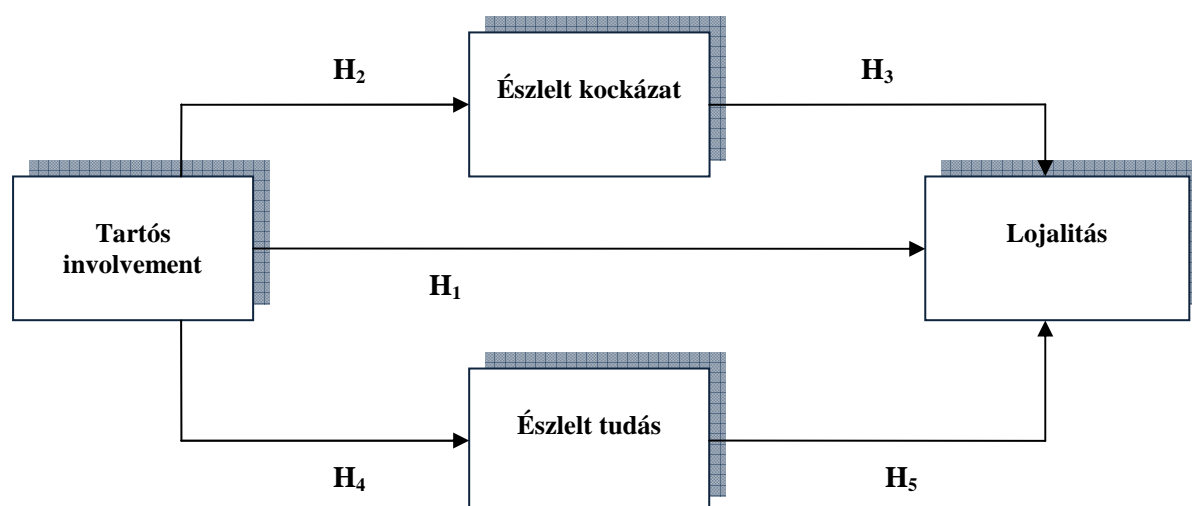 H₂
H₃
Észlelt kockázat
Tartós
involvement
Lojalitás
H₁
Észlelt tudás
H₄
H₅